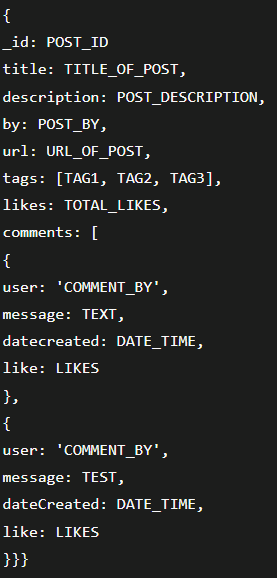 {
_id: POST_ID
title: TITLE_OF_POST,
description: POST_DESCRIPTION,
by: POST_BY,
url: URL_OF_POST,
tags: [TAG1, TAG2, TAG3],
likes: TOTAL_LIKES,
comments: [
{
user: 'COMMENT_BY',
message: TEXT,
datecreated: DATE_TIME,
like: LIKES
},
{
user: 'COMMENT_BY',
message: TEST,
dateCreated: DATE_TIME,
like: LIKES
}}}